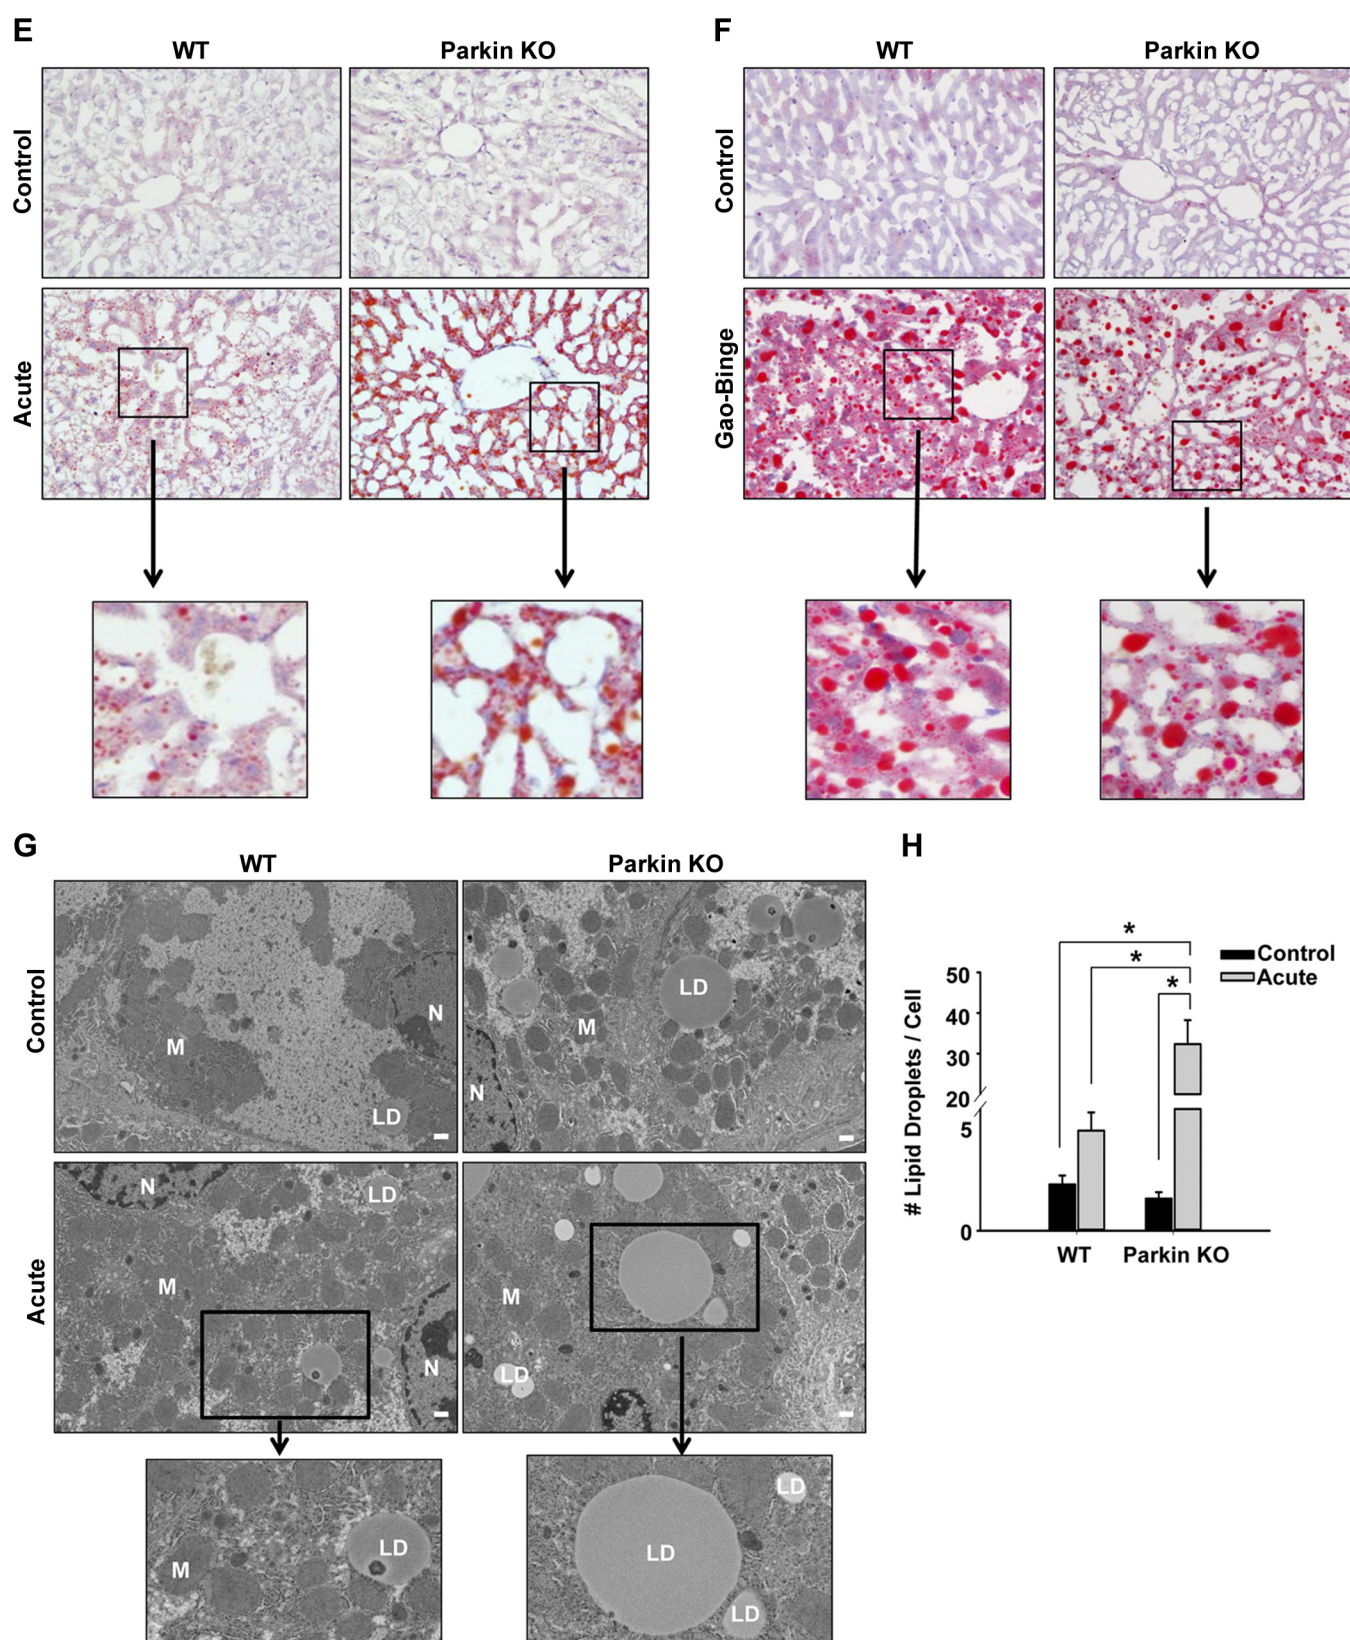 E
WT
Parkin KO
Control
Acute
F
WT
Parkin KO
Control
Gao-Binge
G
WT
Parkin KO
Control
M
N
LD
LD
M
N
Acute
N
LD
M
N
M
LD
LD
M
LD
LD
LD
H
# Lipid Droplets / Cell
50
40
30
20
5
0
*
*
*
Control
Acute
WT
Parkin KO